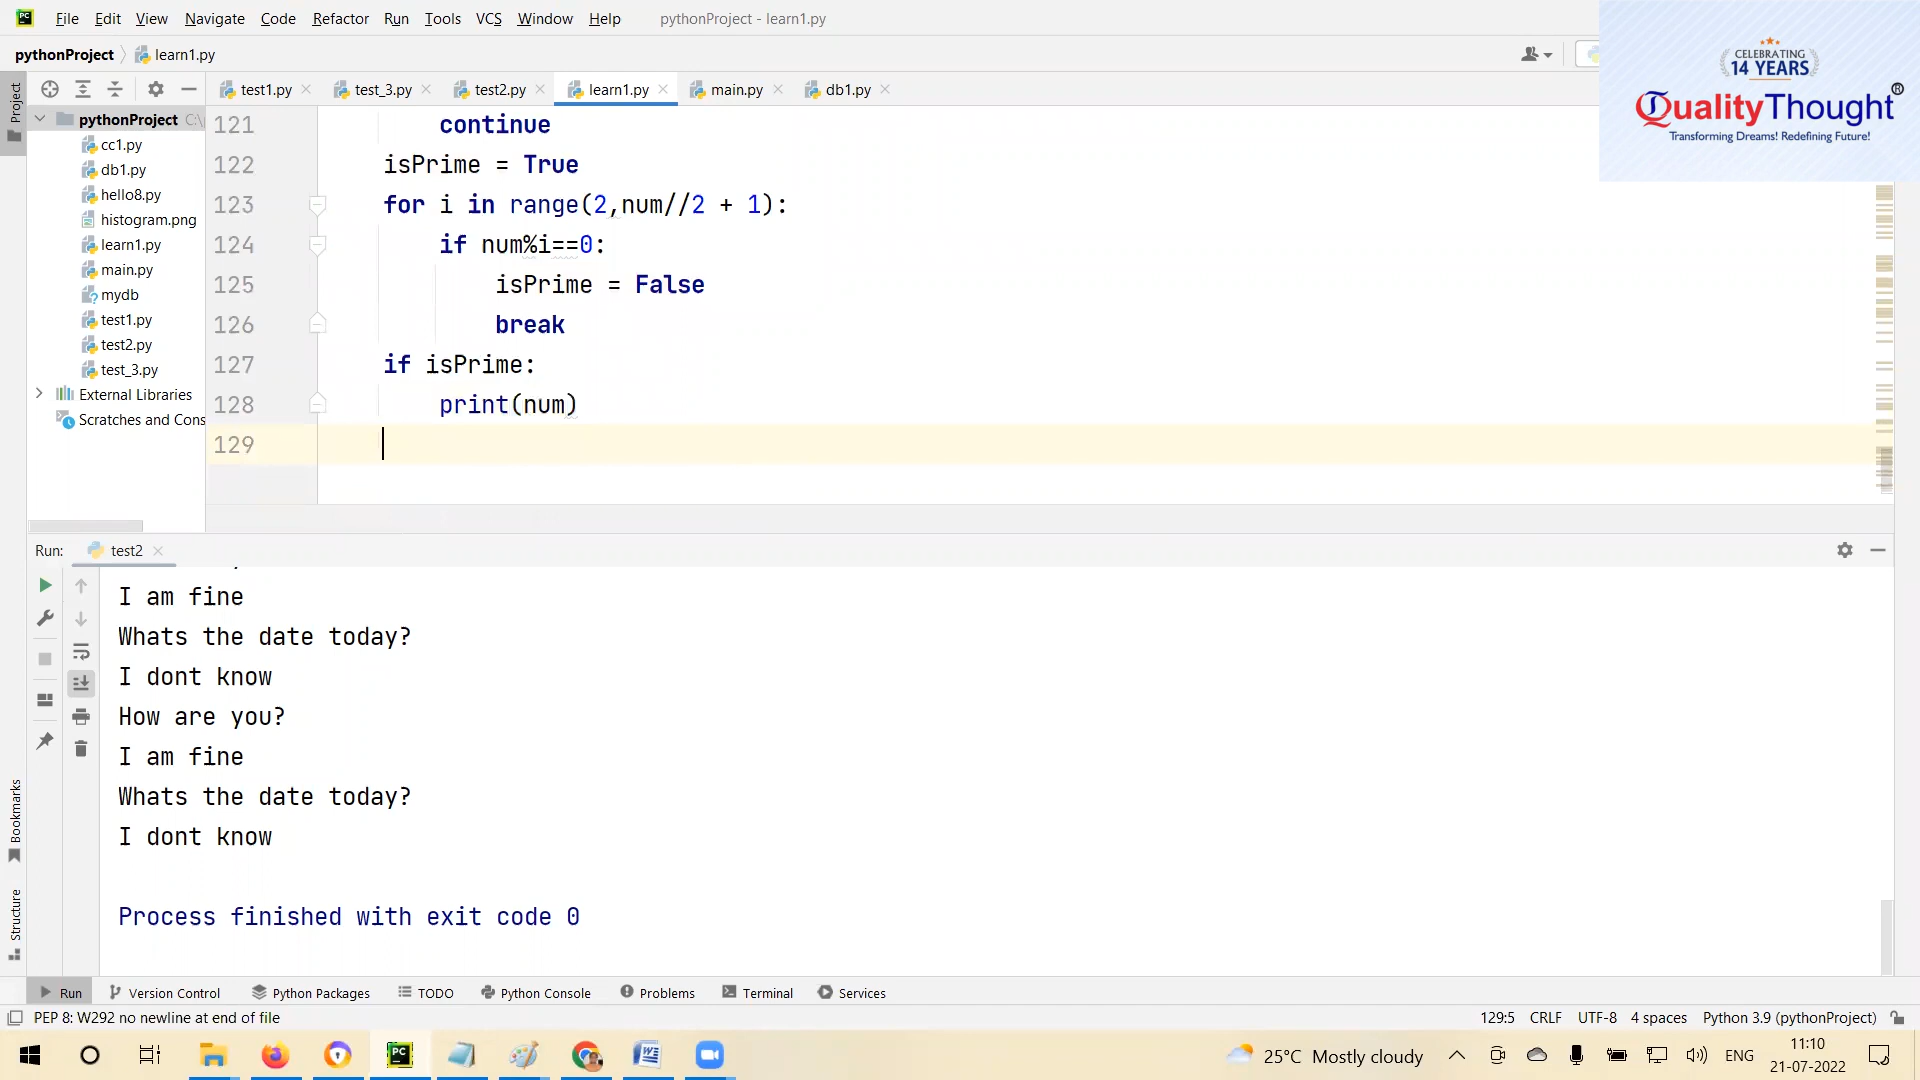 File Edit View Navigate Code Refactor Run Tools VCS Window Help pythonProject - learn1.py
pythonProject learn1.py
CELEBRATING
14 YEARS
QualityThought®
Transforming Dreams! Redefining Future!
Project
test1.py test_3.py test2.py learn1.py main.py db1.py
pythonProject C:\
cc1.py
db1.py
hello8.py
histogram.png
learn1.py
main.py
mydb
test1.py
test2.py
test_3.py
External Libraries
Scratches and Cons
121 continue
122 isPrime = True
123 for i in range(2,num//2 + 1):
124 if num%i==0:
125 isPrime = False
126 break
127 if isPrime:
128 print(num)
129
Run: test2
I am fine
Whats the date today?
I dont know
How are you?
I am fine
Whats the date today?
I dont know
Process finished with exit code 0
Bookmarks
Structure
Run Version Control Python Packages TODO Python Console Problems Terminal Services
PEP 8: W292 no newline at end of file 129:5 CRLF UTF-8 4 spaces Python 3.9 (pythonProject)
25°C Mostly cloudy ENG 11:10
21-07-2022